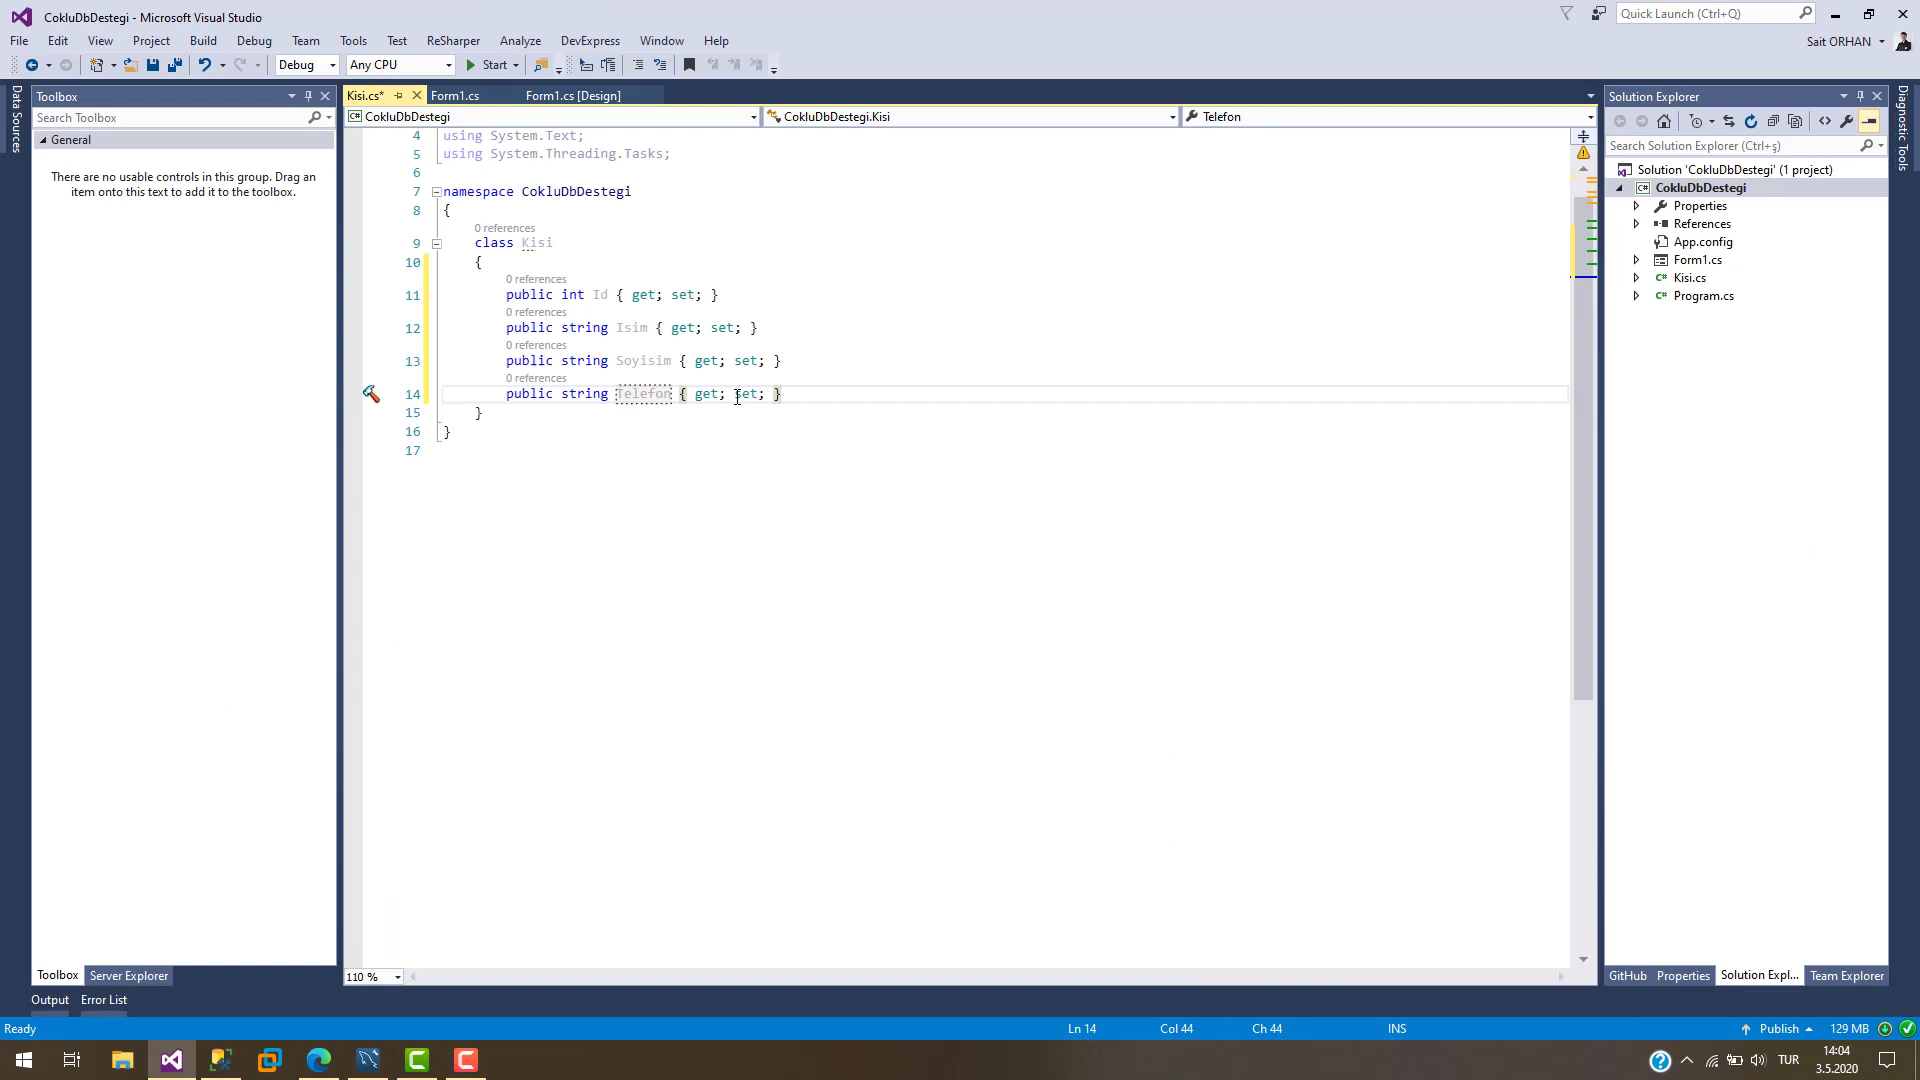 CokluDbDestegi - Microsoft Visual Studio
Quick Launch (Ctrl+Q)
File Edit View Project Build Debug Team Tools Test ReSharper Analyze DevExpress Window Help
Sait ORHAN
Debug Any CPU Start
Data Sources
Toolbox
Search Toolbox
General
There are no usable controls in this group. Drag an
item onto this text to add it to the toolbox.
Toolbox Server Explorer
Kisi.cs* Form1.cs Form1.cs [Design]
CokluDbDestegi CokluDbDestegi.Kisi Telefon
4 using System.Text;
5 using System.Threading.Tasks;
6
7 namespace CokluDbDestegi
8 {
0 references
9 class Kisi
10 {
0 references
11 public int Id { get; set; }
0 references
12 public string Isim { get; set; }
0 references
13 public string Soyisim { get; set; }
0 references
14 public string Telefon { get; set; }
15 }
16 }
17
110 %
Solution Explorer
Search Solution Explorer (Ctrl+ş)
Solution 'CokluDbDestegi' (1 project)
C# CokluDbDestegi
Properties
References
App.config
Form1.cs
C# Kisi.cs
C# Program.cs
GitHub Properties Solution Expl... Team Explorer
Diagnostic Tools
Output Error List
Ready Ln 14 Col 44 Ch 44 INS Publish 129 MB
TUR
14:04
3.5.2020